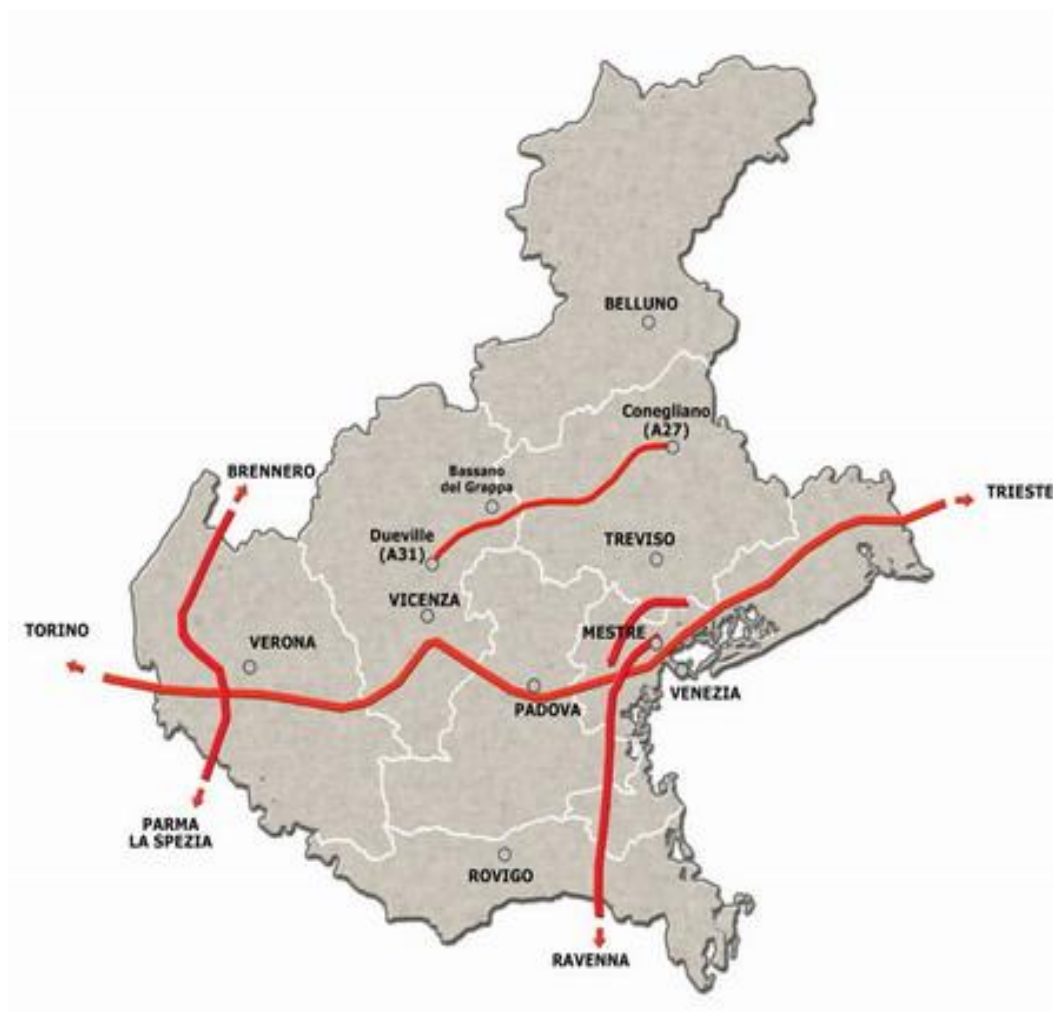 BELLUNO
Conegliano
(A27)
BRENNERO
Bassano
del Grappa
TRIESTE
Dueville
(A31)
TREVISO
VICENZA
TORINO
VERONA
MESTRE
VENEZIA
PADOVA
PARMA
LA SPEZIA
ROVIGO
RAVENNA